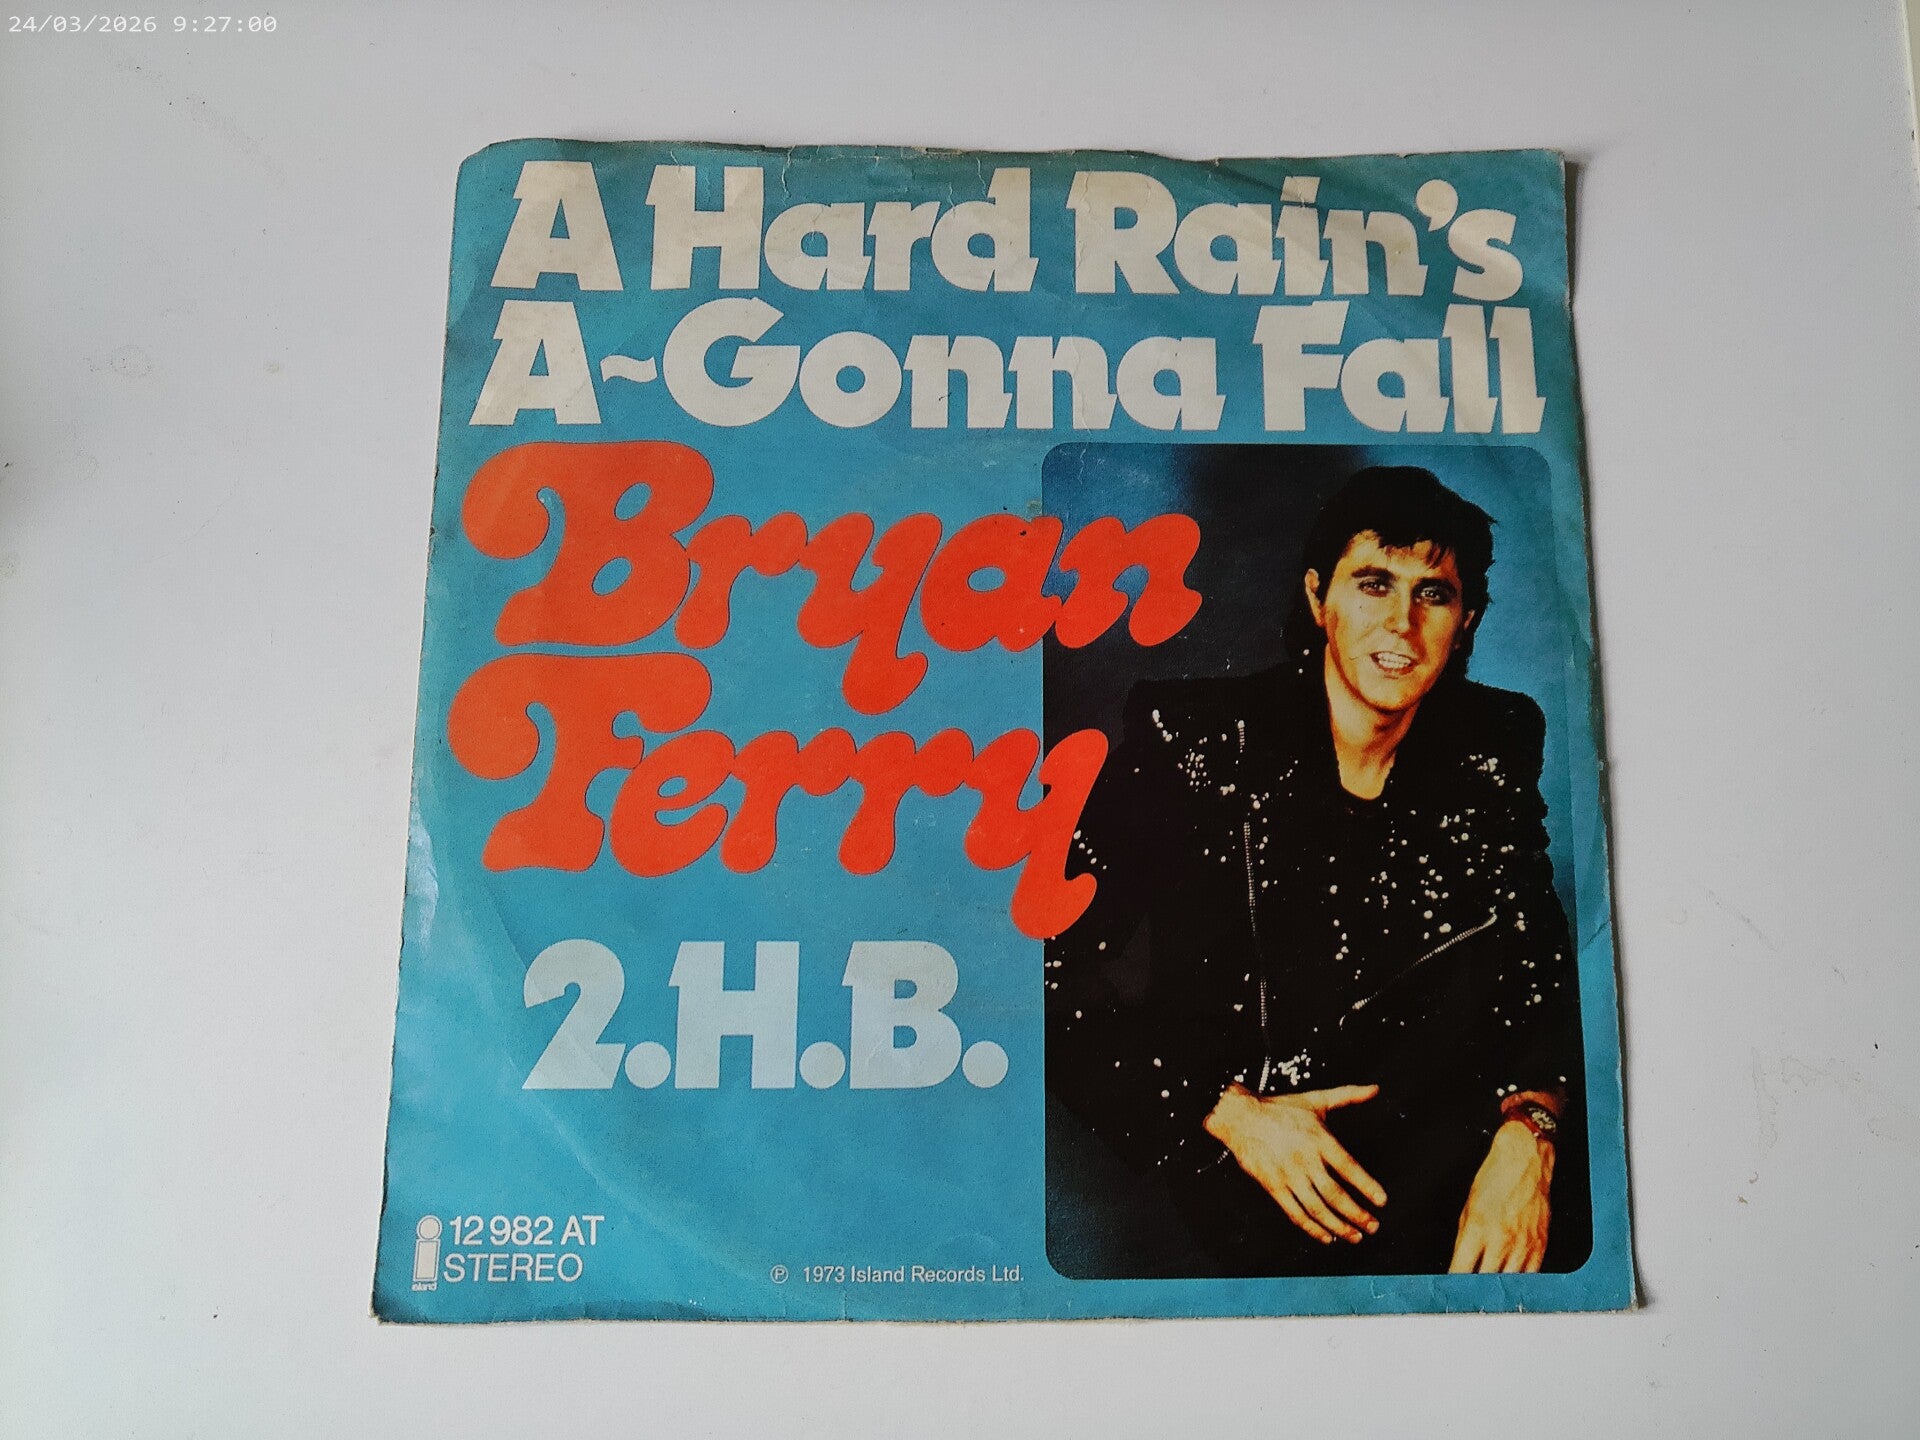 24/03/2026 9:27:00
A Hard Rain's
A~Gonna Fall
Bryan
Ferry
2.H.B.
12 982 AT
STEREO
island
℗ 1973 Island Records Ltd.